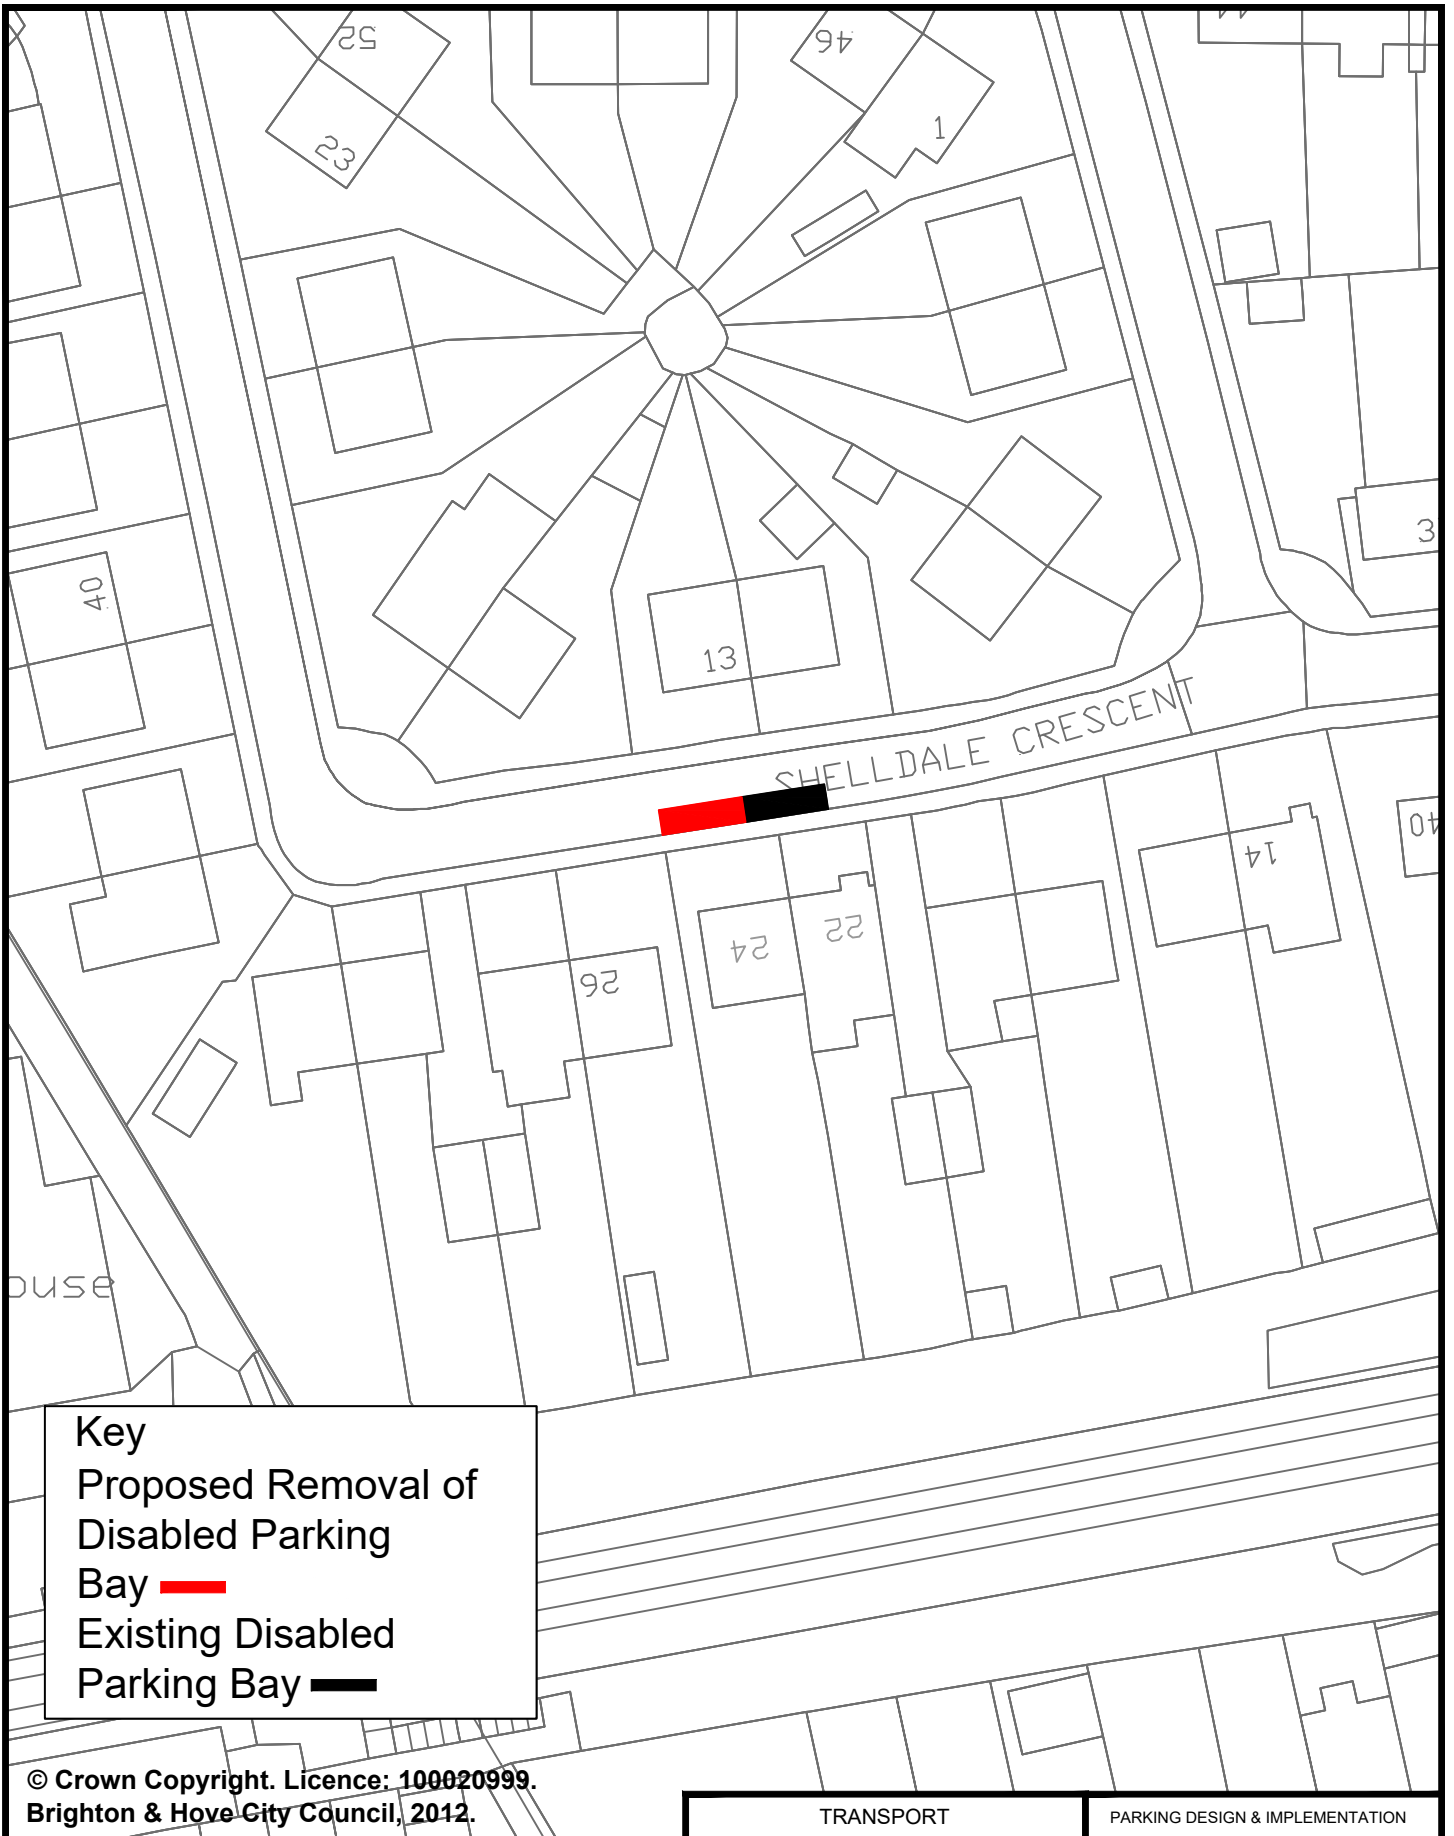 52
46
23
1
3
40
13
SHELLDALE CRESCENT
40
14
22
24
26
ouse
Key
Proposed Removal of
Disabled Parking
Bay
Existing Disabled
Parking Bay
© Crown Copyright. Licence: 100020999.
Brighton & Hove City Council, 2012.
TRANSPORT
PARKING DESIGN & IMPLEMENTATION